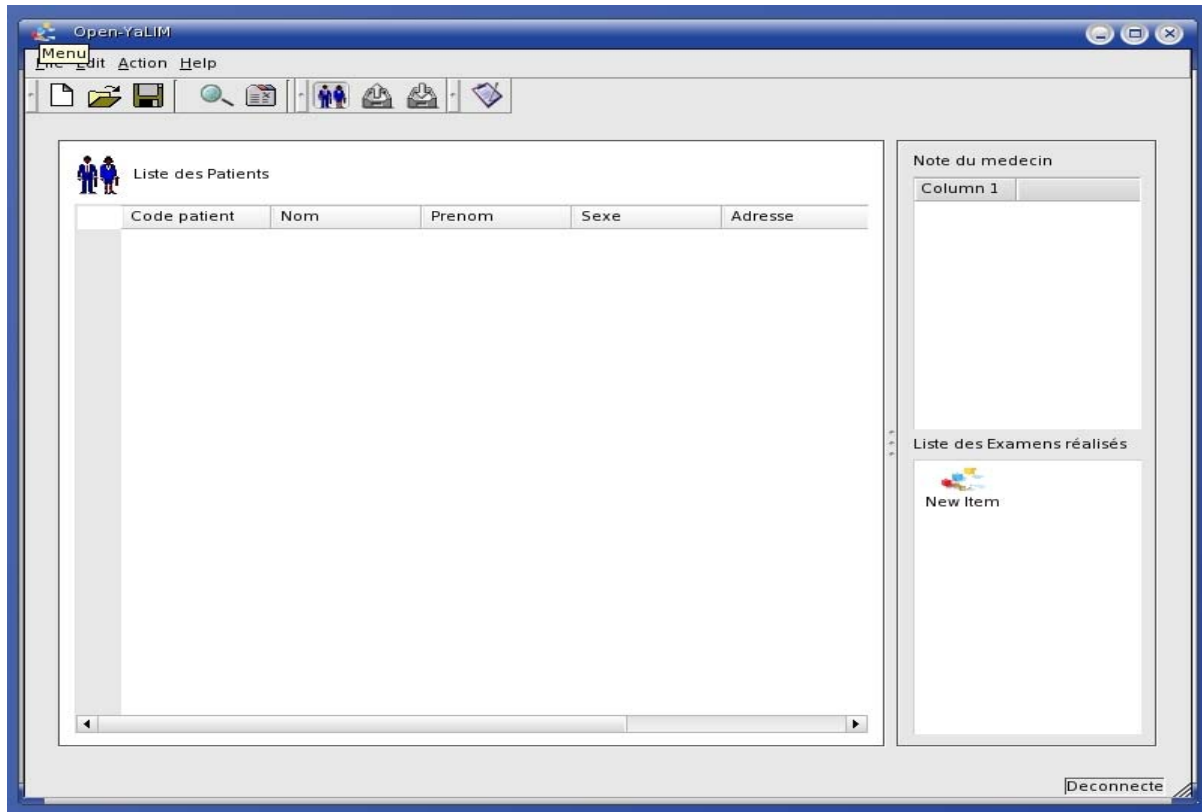 Open-YaLIM
Menu
File Edit Action Help
Liste des Patients
Code patient Nom Prenom Sexe Adresse
Note du medecin
Column 1
Liste des Examens réalisés
New Item
Deconnecte